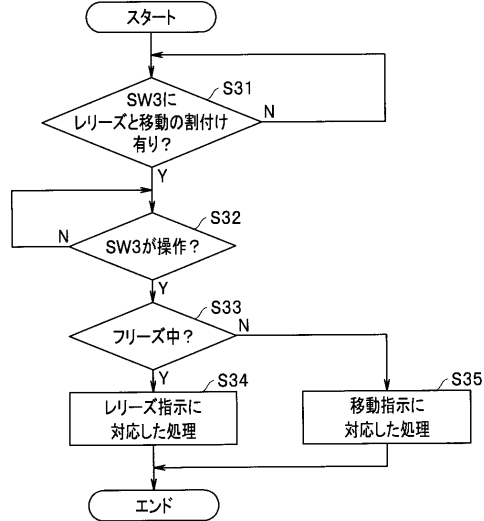 スタート
S31
SW3に
レリーズと移動の割付け
有り？
N
Y
S32
N
SW3が操作？
Y
S33
フリーズ中？
N
Y
S34
レリーズ指示に
対応した処理
S35
移動指示に
対応した処理
エンド